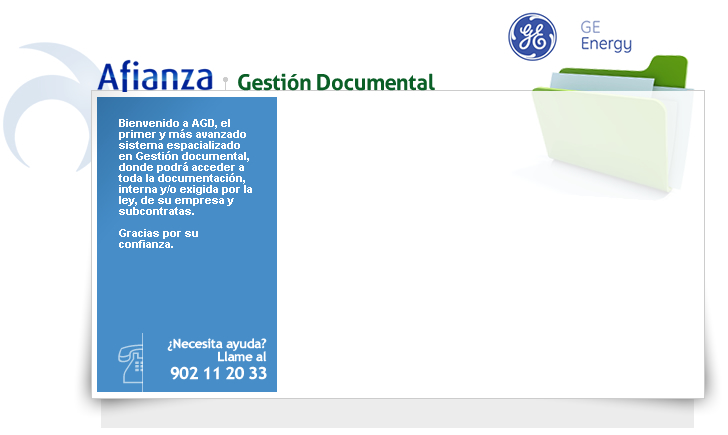 GE
Energy
Afianza Gestión Documental
Bienvenido a AGD, el
primer y más avanzado
sistema espacializado
en Gestión documental,
donde podrá acceder a
toda la documentación,
interna y/o exigida por la
ley, de su empresa y
subcontratas.
Gracias por su
confianza.
¿Necesita ayuda?
Llame al
902 11 20 33